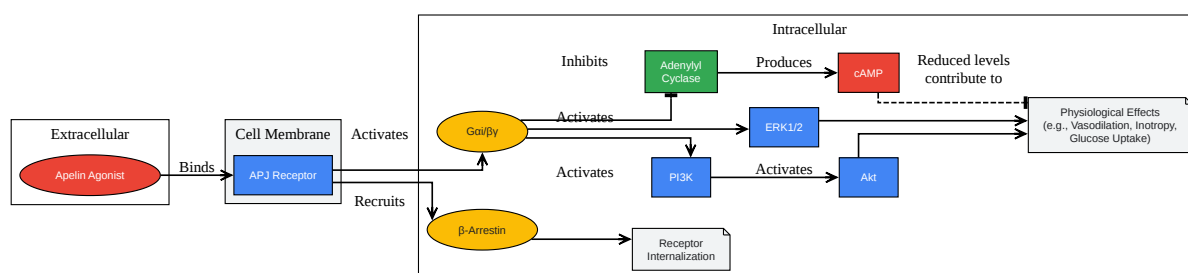 Intracellular
Inhibits
Adenylyl
Cyclase
Produces
cAMP
Reduced levels
contribute to
Extracellular
Apelin Agonist
Binds
Cell Membrane
APJ Receptor
Activates
Recruits
Gαi/βγ
Activates
ERK1/2
Physiological Effects
(e.g., Vasodilation, Inotropy,
Glucose Uptake)
Activates
PI3K
Activates
Akt
β-Arrestin
Receptor
Internalization